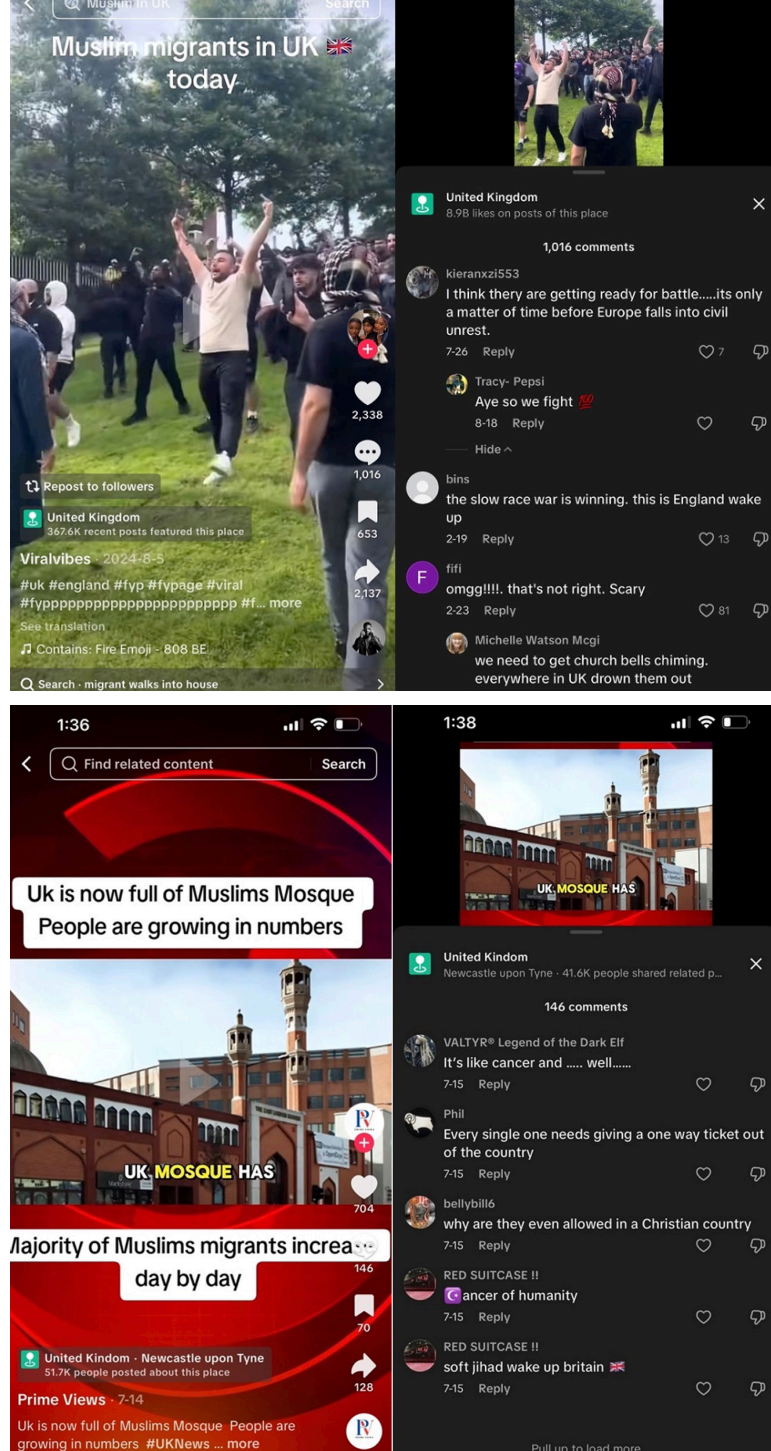 Muslim in UK
Search
Muslim migrants in UK 🇬🇧
today
2,338
1,016
653
2,137
Repost to followers
United Kingdom
367.6K recent posts featured this place
Viralvibes · 2024-8-5
#uk #england #fyp #fypage #viral
#fypppppppppppppppppppppppp #f... more
See translation
Contains: Fire Emoji - 808 BE
Search · migrant walks into house
United Kingdom
8.9B likes on posts of this place
1,016 comments
kieranxzi553
I think thery are getting ready for battle.....its only
a matter of time before Europe falls into civil
unrest.
7-26 Reply 7
Tracy- Pepsi
Aye so we fight 💯
8-18 Reply
Hide
bins
the slow race war is winning. this is England wake
up
2-19 Reply 13
F
fifi
omgg!!!!. that's not right. Scary
2-23 Reply 81
Michelle Watson Mcgi
we need to get church bells chiming.
everywhere in UK drown them out
1:36
Find related content
Search
Uk is now full of Muslims Mosque
People are growing in numbers
UK MOSQUE HAS
704
Majority of Muslims migrants increa
day by day
146
70
128
United Kindom · Newcastle upon Tyne
51.7K people posted about this place
Prime Views · 7-14
Uk is now full of Muslims Mosque People are
growing in numbers #UKNews ... more
1:38
UK MOSQUE HAS
United Kindom
Newcastle upon Tyne · 41.6K people shared related p...
146 comments
VALTYR® Legend of the Dark Elf
It's like cancer and ..... well......
7-15 Reply
Phil
Every single one needs giving a one way ticket out
of the country
7-15 Reply
bellybill6
why are they even allowed in a Christian country
7-15 Reply
RED SUITCASE !!
☪️ancer of humanity
7-15 Reply
RED SUITCASE !!
soft jihad wake up britain 🇬🇧
7-15 Reply
Pull up to load more